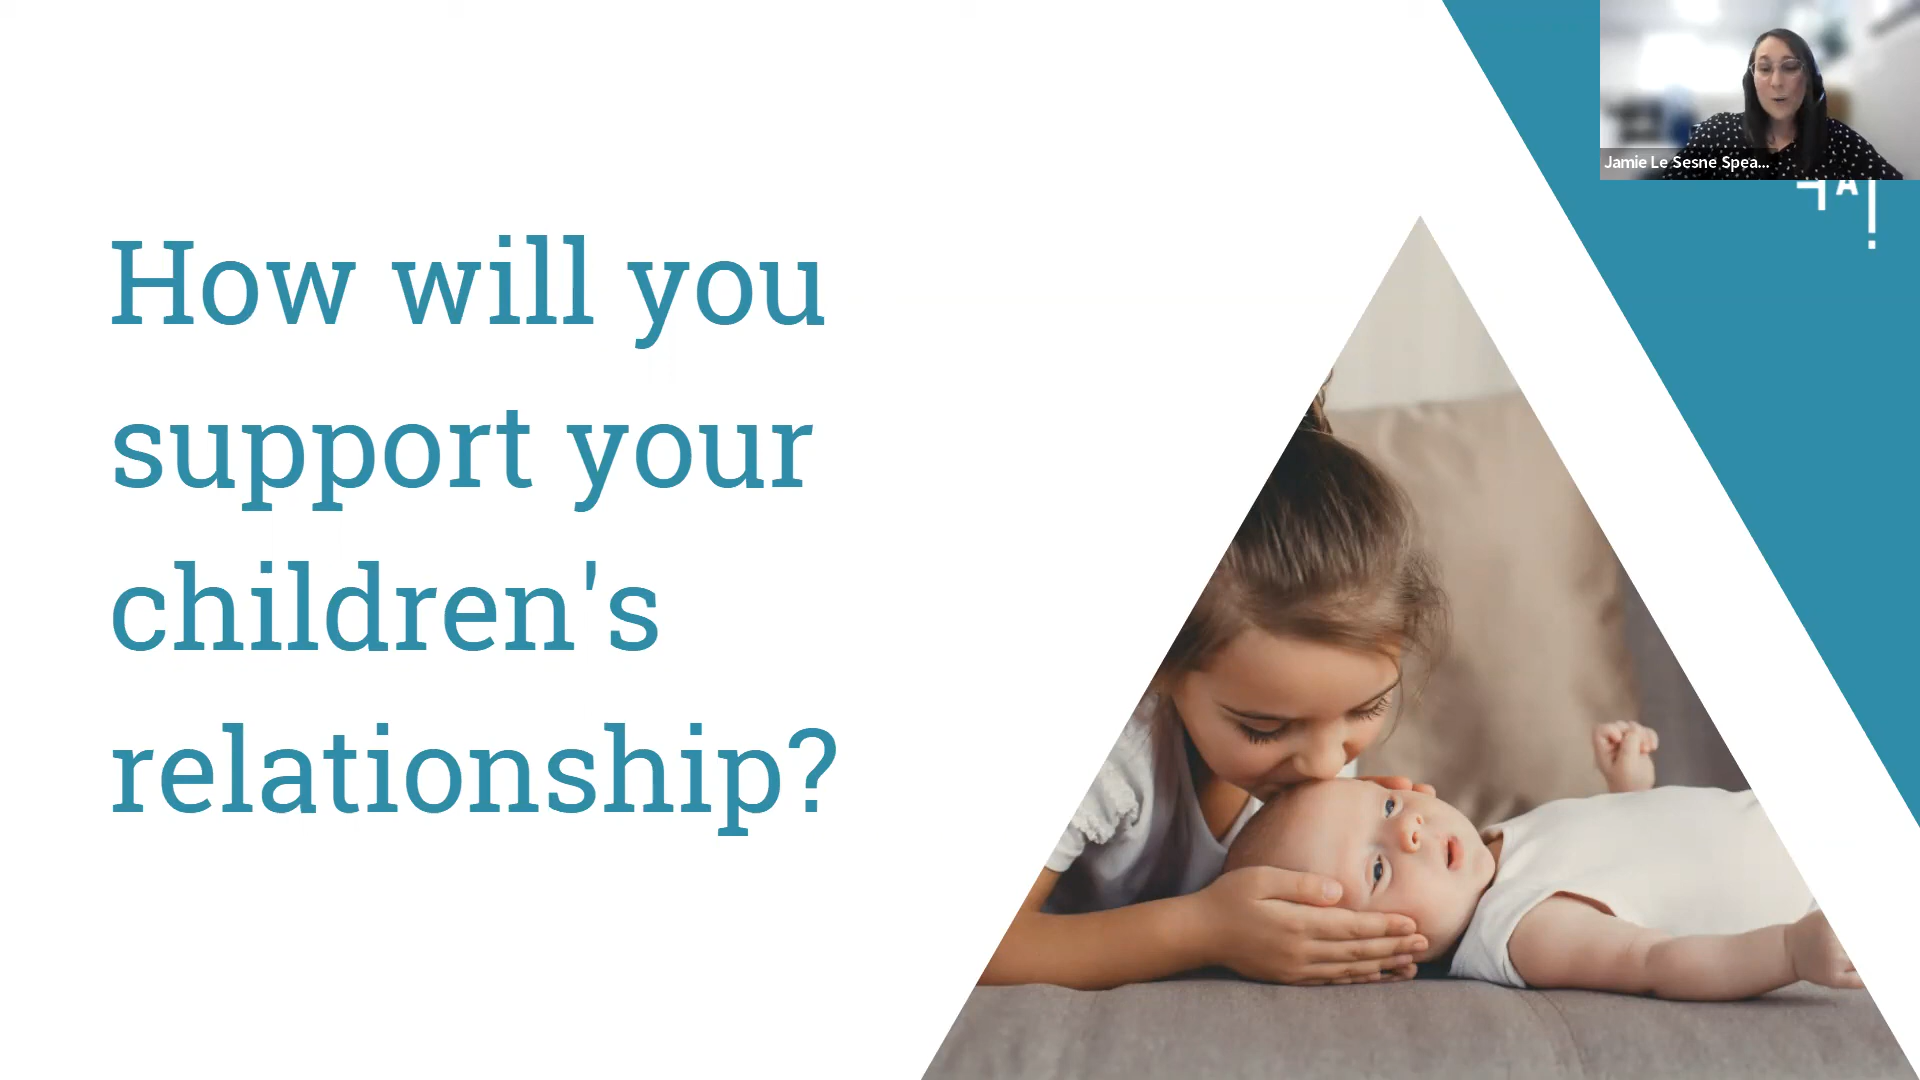 How will you
support your
children's
relationship?
Jamie Le Sesne Spea...
A